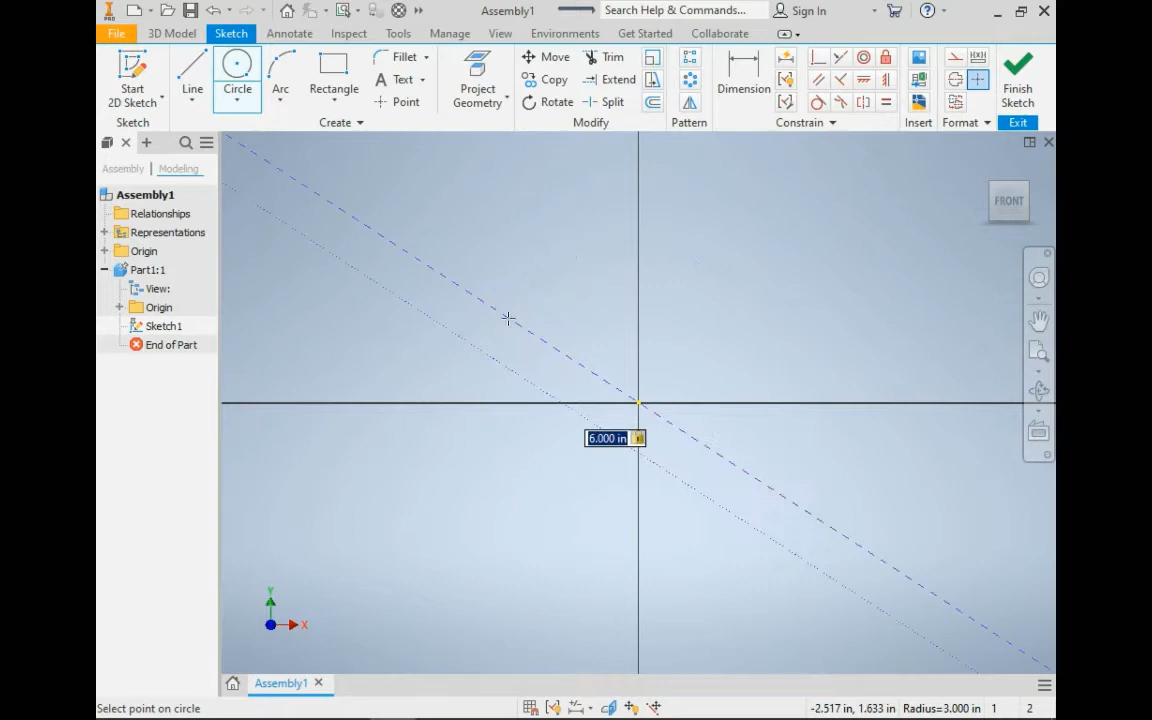 PRO
Assembly1
Search Help & Commands...
Sign In
File
3D Model
Sketch
Annotate
Inspect
Tools
Manage
View
Environments
Get Started
Collaborate
Start
2D Sketch
Line
Circle
Arc
Rectangle
Fillet
Text
Point
Project
Geometry
Move
Copy
Rotate
Trim
Extend
Split
Dimension
Finish
Sketch
Sketch
Create
Modify
Pattern
Constrain
Insert
Format
Exit
Assembly
Modeling
Assembly1
Relationships
Representations
Origin
Part1:1
View:
Origin
Sketch1
End of Part
FRONT
6.000 in
Y
X
Assembly1
Select point on circle
-2.517 in, 1.633 in
Radius=3.000 in
1
2